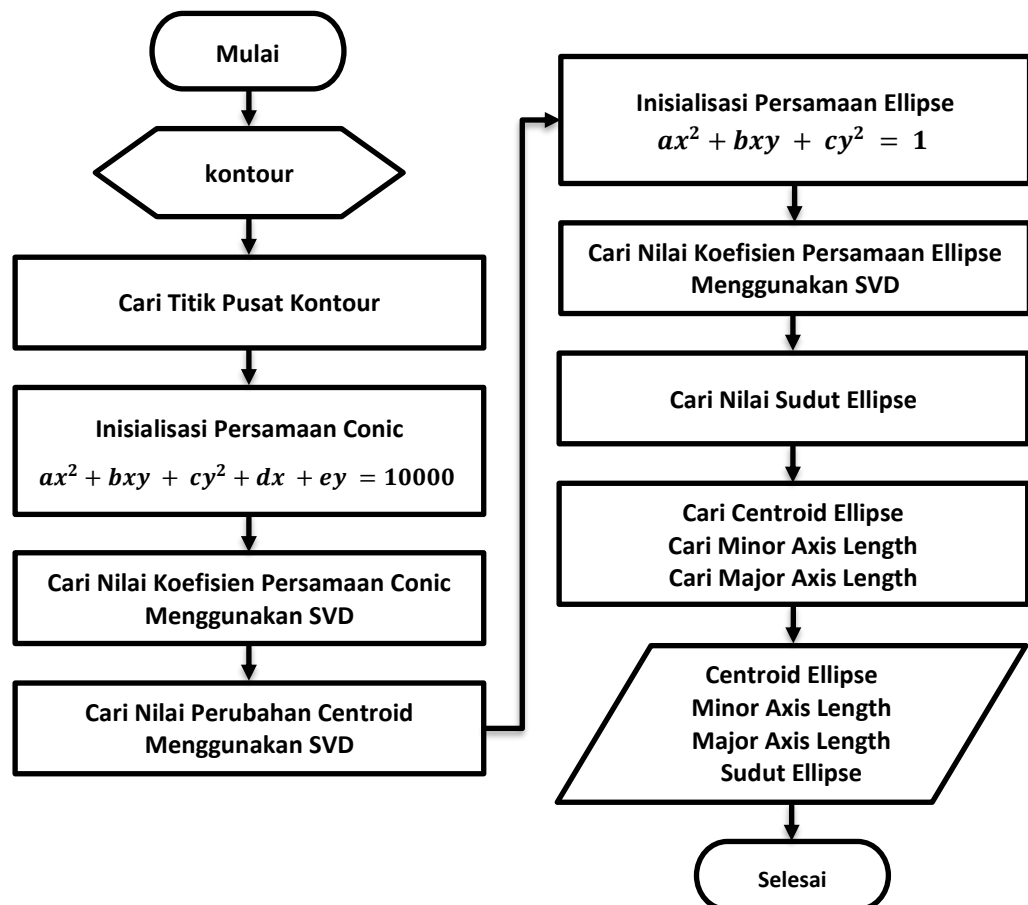 Mulai
kontour
Cari Titik Pusat Kontour
Inisialisasi Persamaan Conic
ax² + bxy + cy² + dx + ey = 10000
Cari Nilai Koefisien Persamaan Conic
Menggunakan SVD
Cari Nilai Perubahan Centroid
Menggunakan SVD
Inisialisasi Persamaan Ellipse
ax² + bxy + cy² = 1
Cari Nilai Koefisien Persamaan Ellipse
Menggunakan SVD
Cari Nilai Sudut Ellipse
Cari Centroid Ellipse
Cari Minor Axis Length
Cari Major Axis Length
Centroid Ellipse
Minor Axis Length
Major Axis Length
Sudut Ellipse
Selesai